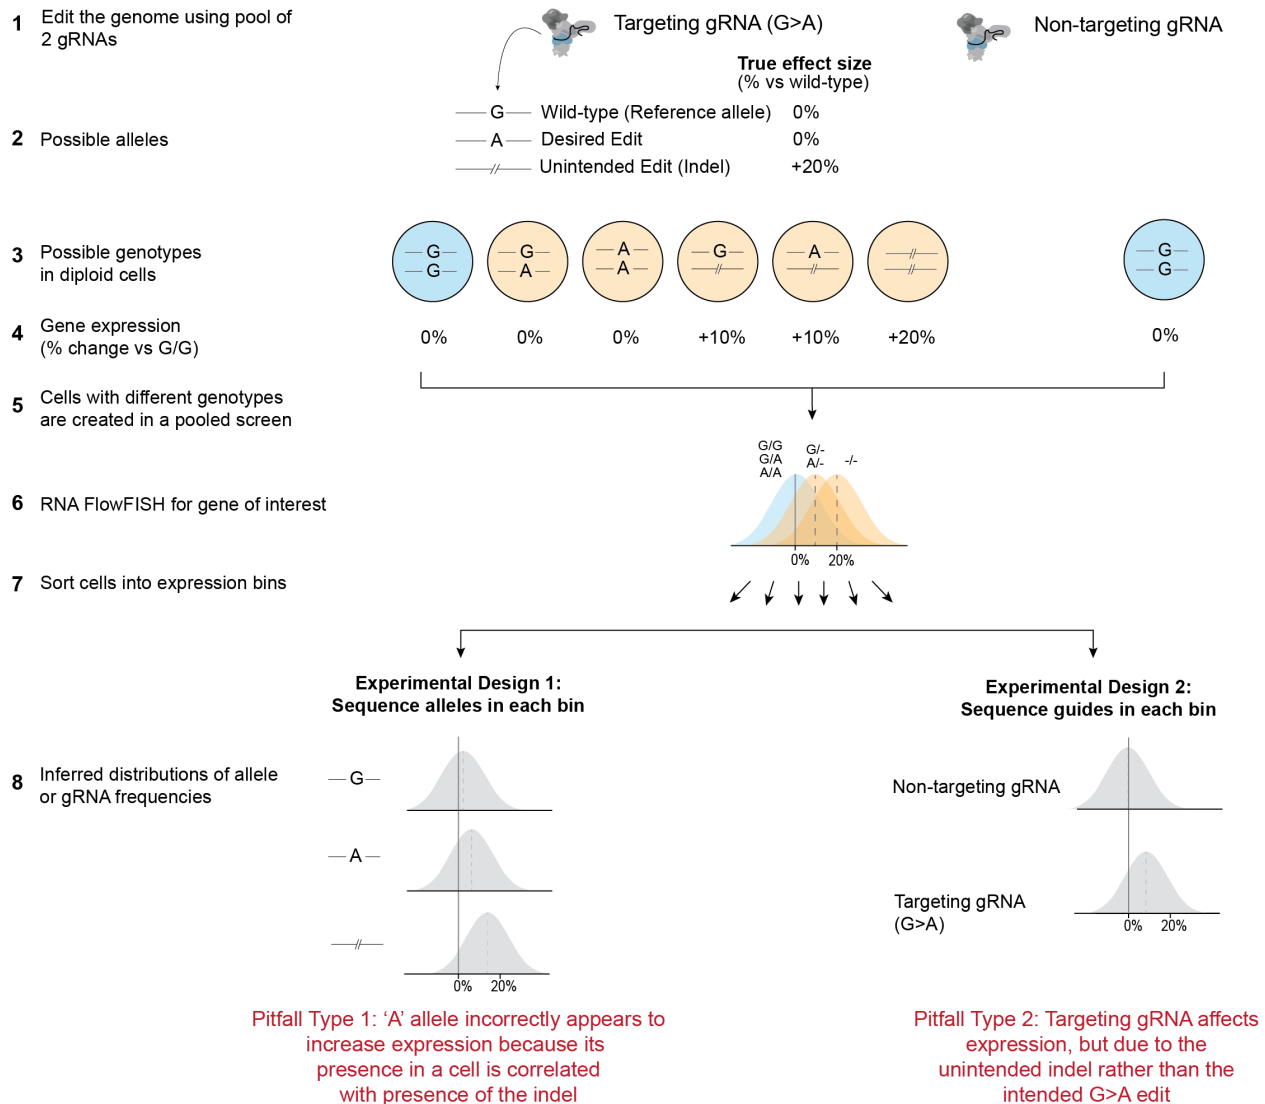 1 Edit the genome using pool of
2 gRNAs
Targeting gRNA (G>A)
Non-targeting gRNA
True effect size
(% vs wild-type)
G Wild-type (Reference allele) 0%
2 Possible alleles
A Desired Edit 0%
Unintended Edit (Indel) +20%
3 Possible genotypes
in diploid cells
G G A G A G
G A A G
4 Gene expression
(% change vs G/G)
0% 0% 0% +10% +10% +20% 0%
5 Cells with different genotypes
are created in a pooled screen
G/G
G/A
A/A
G/-
A/-
-/-
6 RNA FlowFISH for gene of interest
0% 20%
7 Sort cells into expression bins
Experimental Design 1:
Sequence alleles in each bin
Experimental Design 2:
Sequence guides in each bin
8 Inferred distributions of allele
or gRNA frequencies
G
A
0% 20%
Non-targeting gRNA
Targeting gRNA
(G>A)
0% 20%
Pitfall Type 1: ‘A’ allele incorrectly appears to
increase expression because its
presence in a cell is correlated
with presence of the indel
Pitfall Type 2: Targeting gRNA affects
expression, but due to the
unintended indel rather than the
intended G>A edit